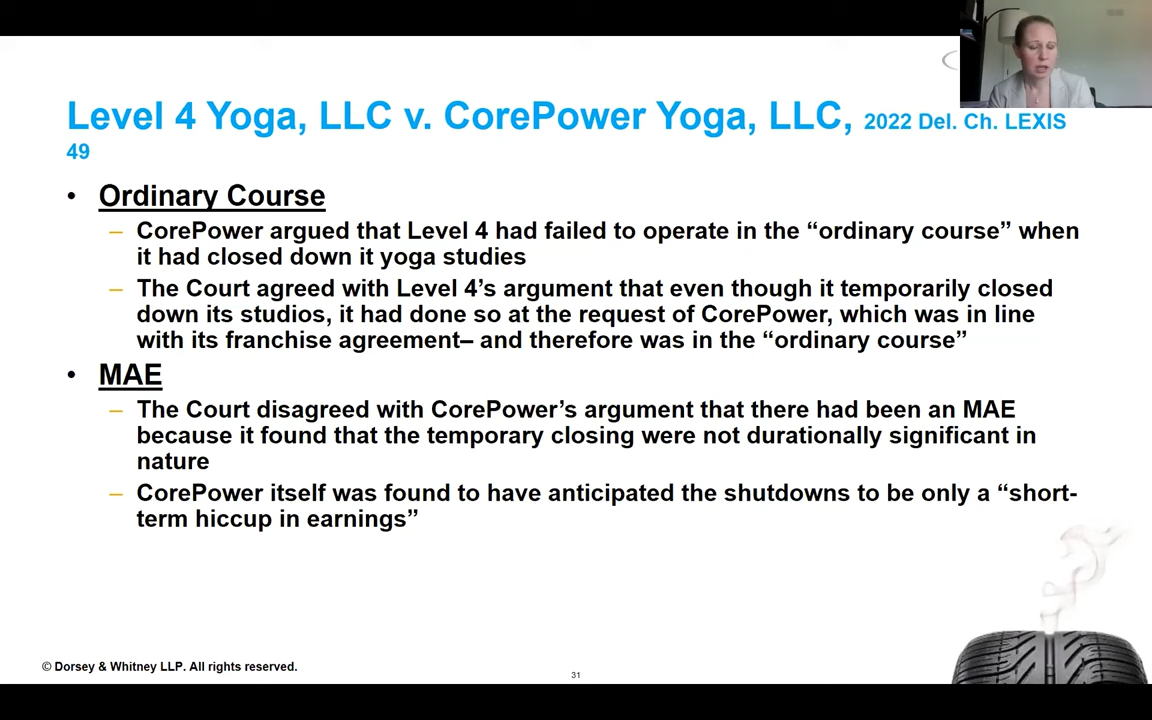 Level 4 Yoga, LLC v. CorePower Yoga, LLC, 2022 Del. Ch. LEXIS
49
• Ordinary Course
– CorePower argued that Level 4 had failed to operate in the “ordinary course” when
it had closed down it yoga studies
– The Court agreed with Level 4’s argument that even though it temporarily closed
down its studios, it had done so at the request of CorePower, which was in line
with its franchise agreement– and therefore was in the “ordinary course”
• MAE
– The Court disagreed with CorePower’s argument that there had been an MAE
because it found that the temporary closing were not durationally significant in
nature
– CorePower itself was found to have anticipated the shutdowns to be only a “short-
term hiccup in earnings”
© Dorsey & Whitney LLP. All rights reserved.
31